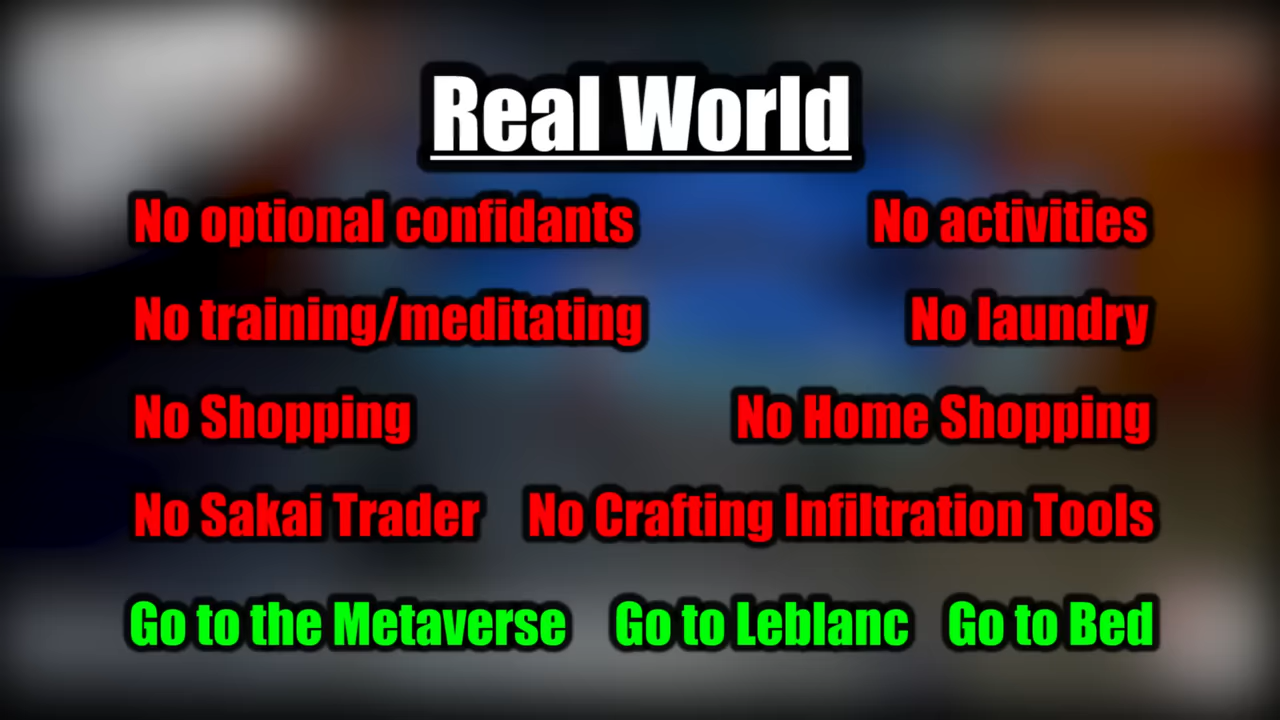 Real World
No optional confidants No activities
No training/meditating No laundry
No Shopping No Home Shopping
No Sakai Trader No Crafting Infiltration Tools
Go to the Metaverse Go to Leblanc Go to Bed